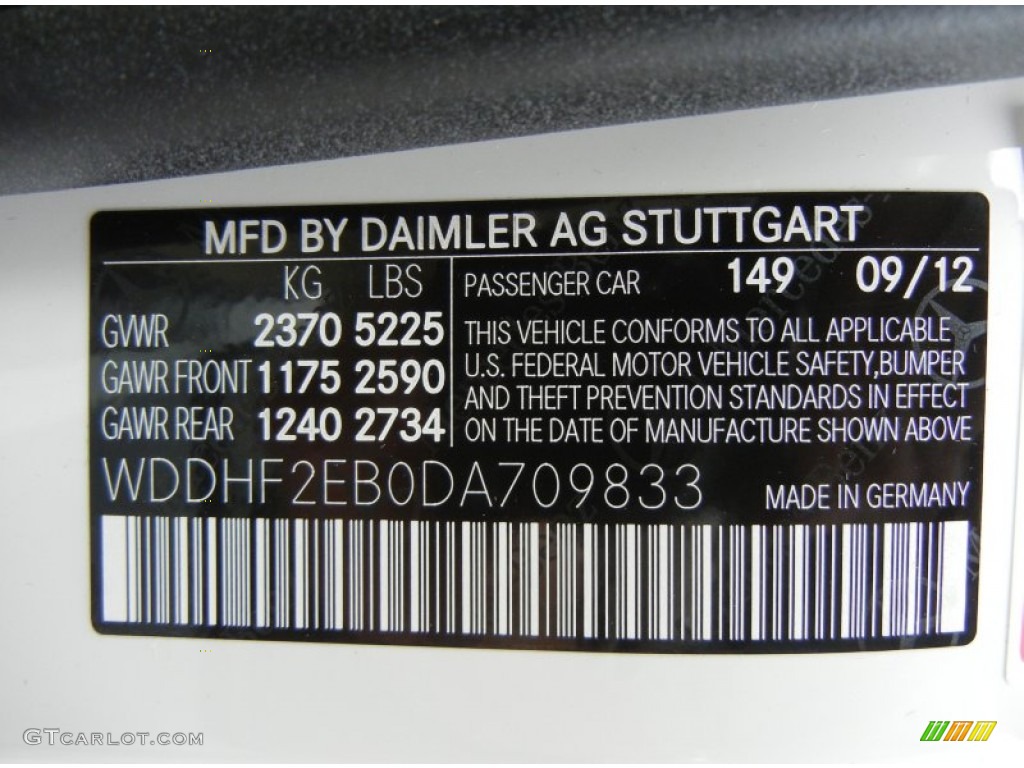 MFD BY DAIMLER AG STUTTGART
KG LBS
GVWR 2370 5225
GAWR FRONT 1175 2590
GAWR REAR 1240 2734
PASSENGER CAR 149 09/12
THIS VEHICLE CONFORMS TO ALL APPLICABLE
U.S. FEDERAL MOTOR VEHICLE SAFETY,BUMPER
AND THEFT PREVENTION STANDARDS IN EFFECT
ON THE DATE OF MANUFACTURE SHOWN ABOVE
WDDHF2EB0DA709833 MADE IN GERMANY
GTCARLOT.COM